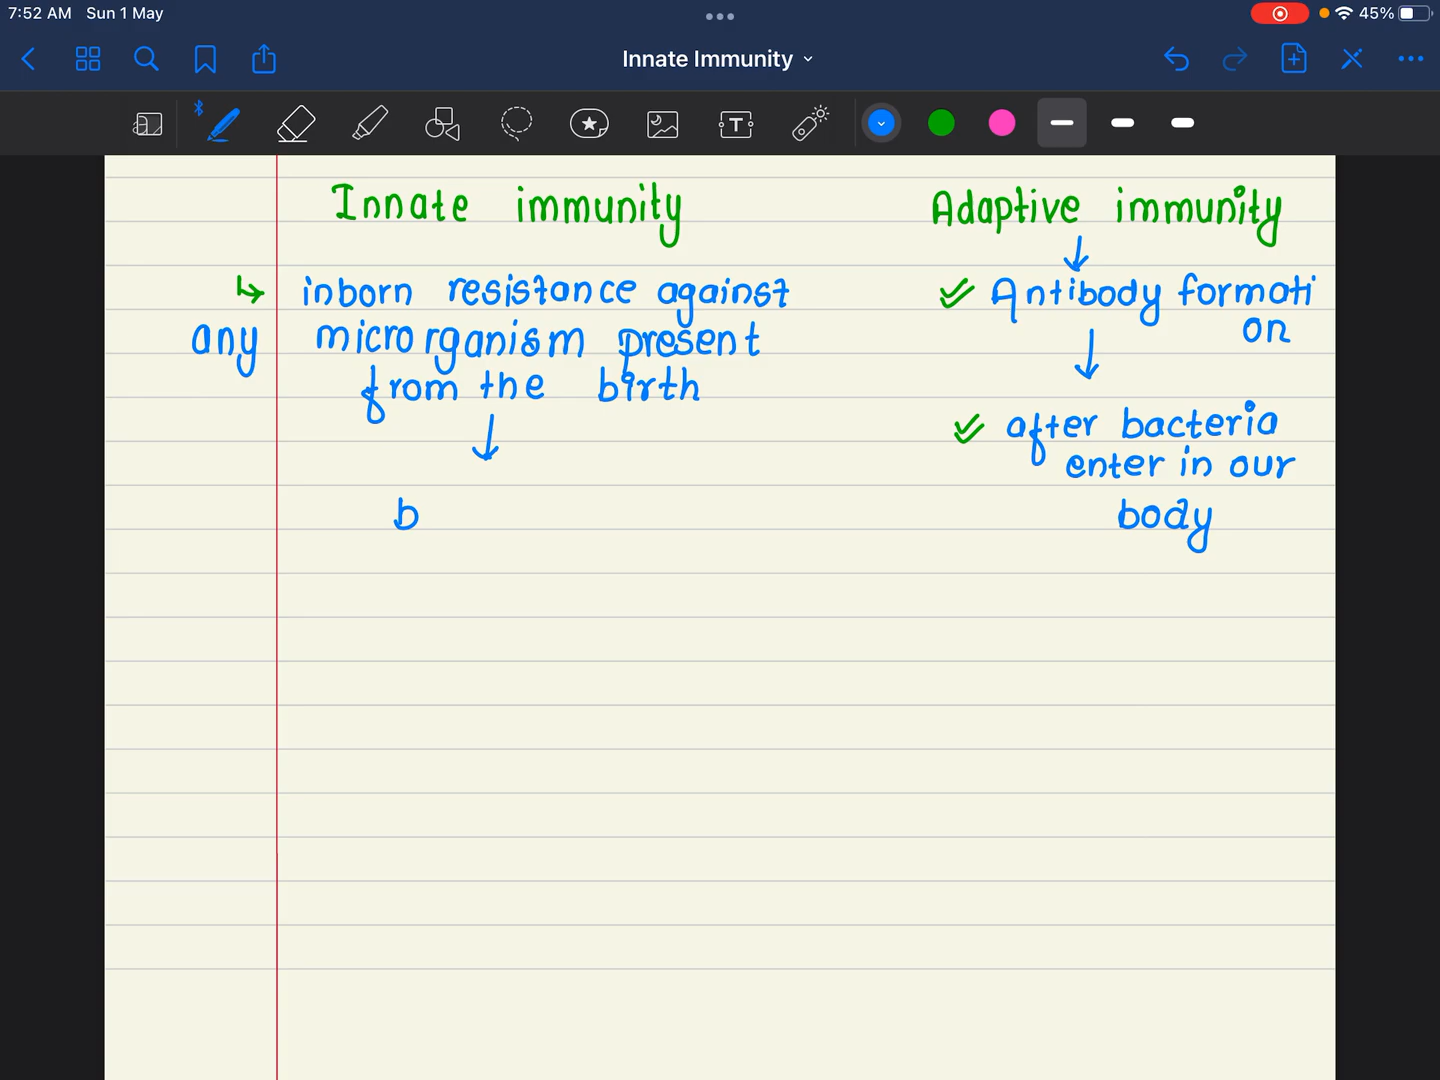 7:52 AM Sun 1 May
45%
Innate Immunity
Innate immunity
inborn resistance against
any microrganism present
from the birth
b
Adaptive immunity
Antibody formati
on
after bacteria
enter in our
body